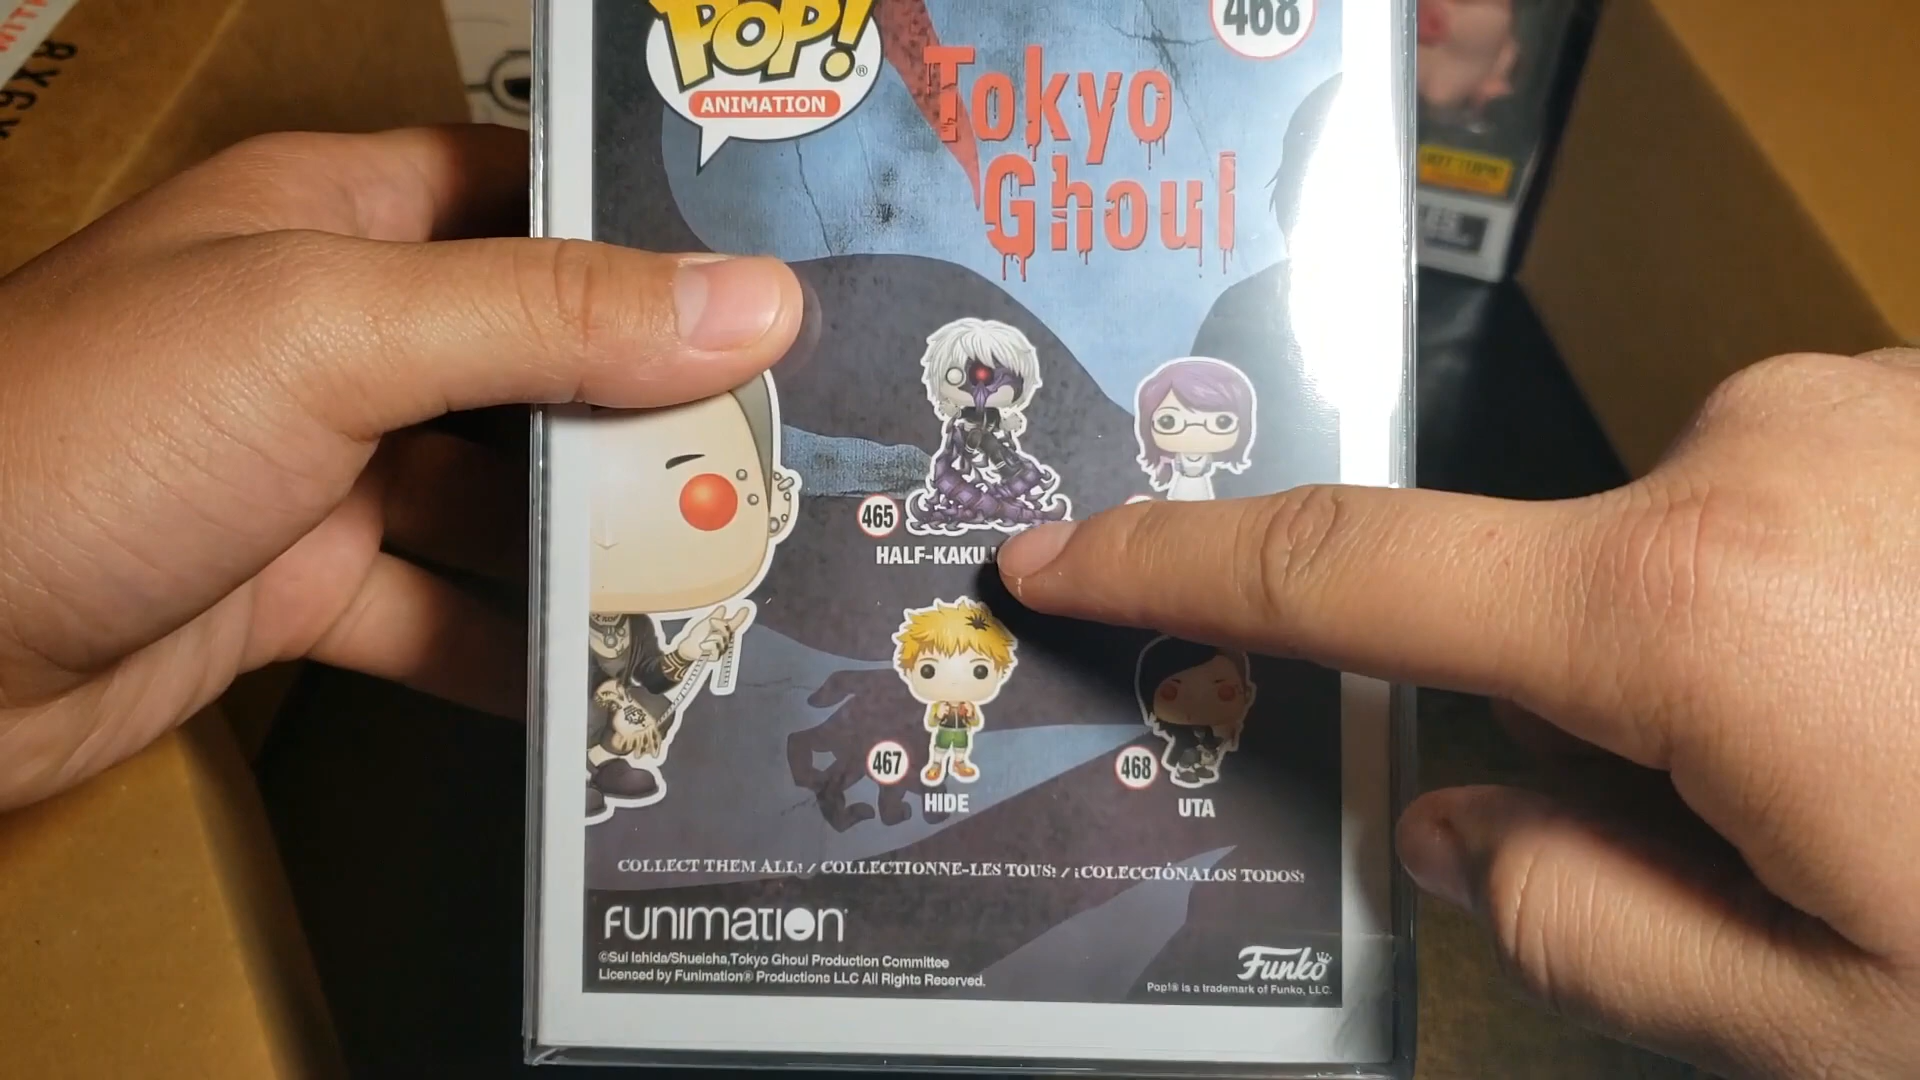 POP!
ANIMATION
468
Tokyo
Ghoul
465
HALF-KAKUJ
467
HIDE
468
UTA
COLLECT THEM ALL! / COLLECTIONNE-LES TOUS! / ¡COLECCIÓNALOS TODOS!
FUNIMATION
©Sui Ishida/Shueisha,Tokyo Ghoul Production Committee
Licensed by Funimation® Productions LLC All Rights Reserved.
Funko
Pop!® is a trademark of Funko, LLC.